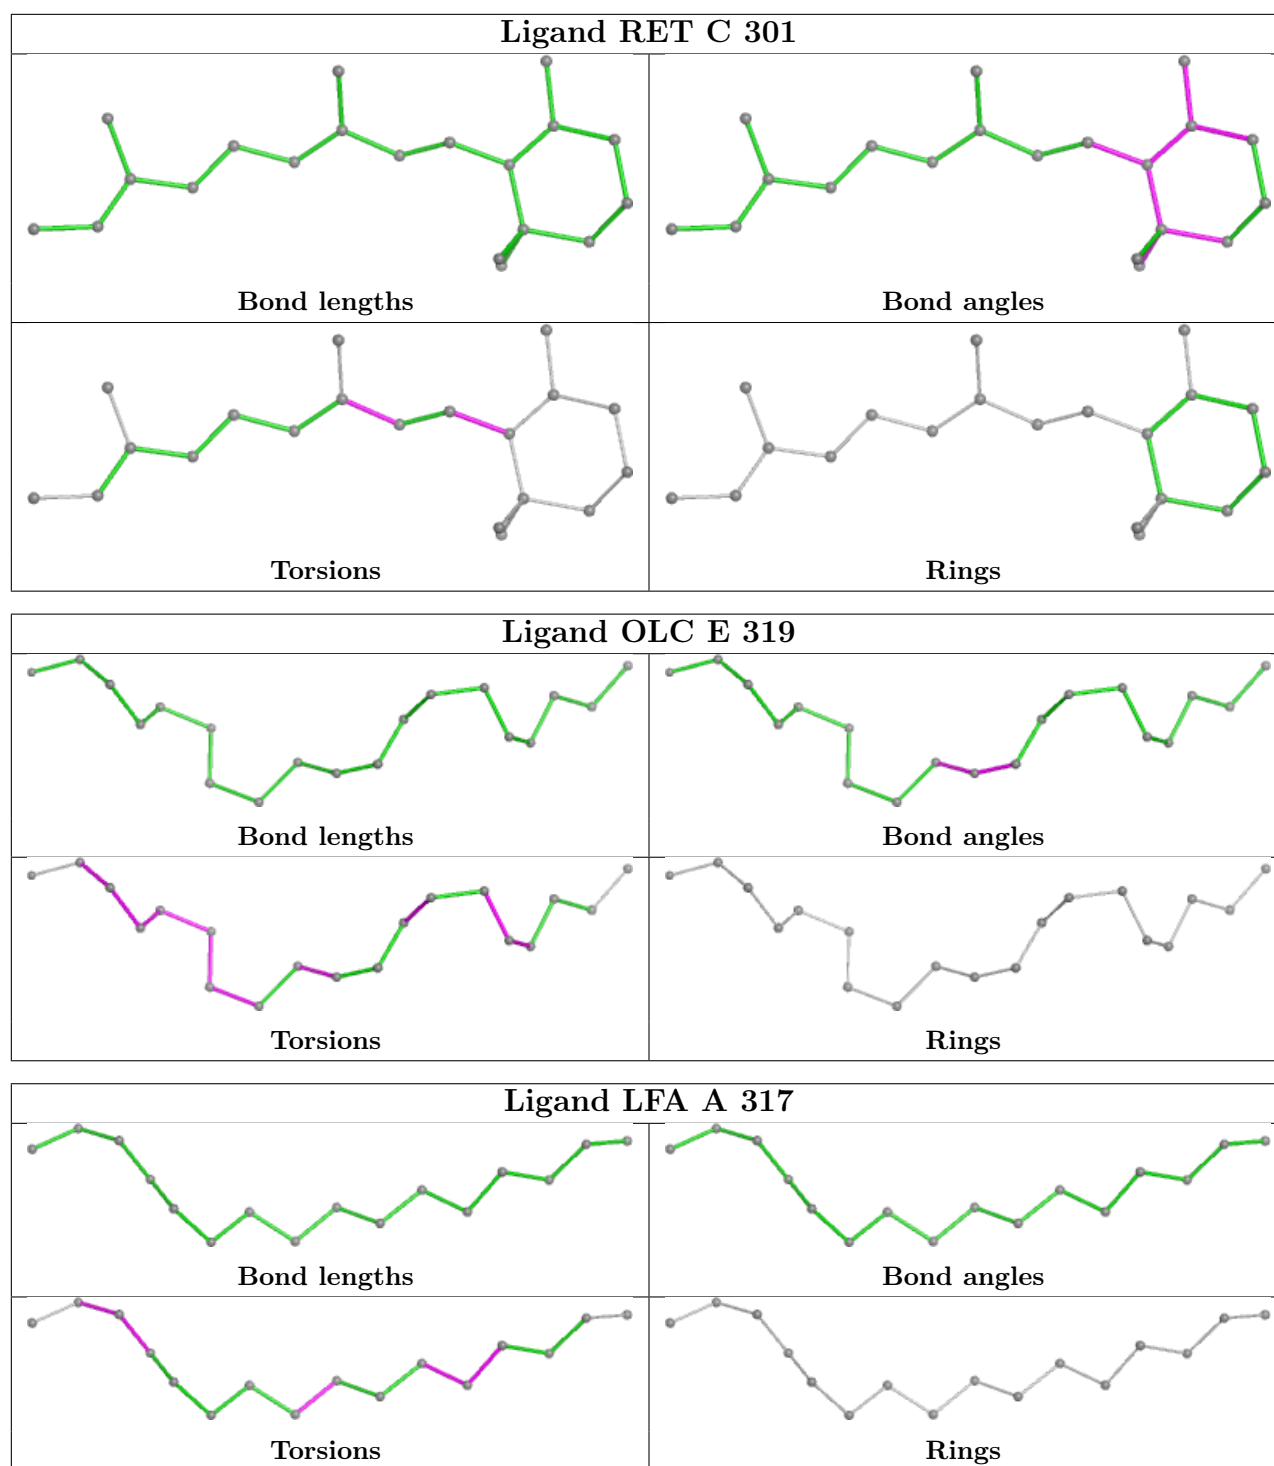 Ligand RET C 301
Bond lengths
Bond angles
Torsions
Rings
Ligand OLC E 319
Bond lengths
Bond angles
Torsions
Rings
Ligand LFA A 317
Bond lengths
Bond angles
Torsions
Rings